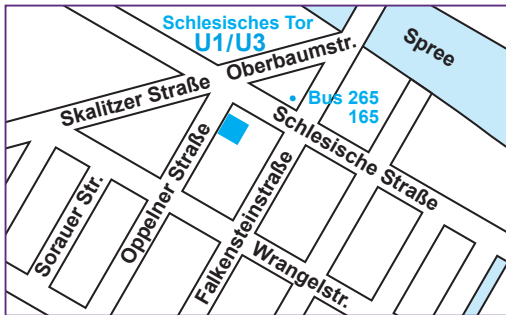 Schlesisches Tor
U1/U3
Oberbaumstr.
Spree
Skalitzer Straße
Bus 265
165
Schlesische Straße
Oppelner Straße
Sorauer Str.
Falkensteinstraße
Wrangelstr.